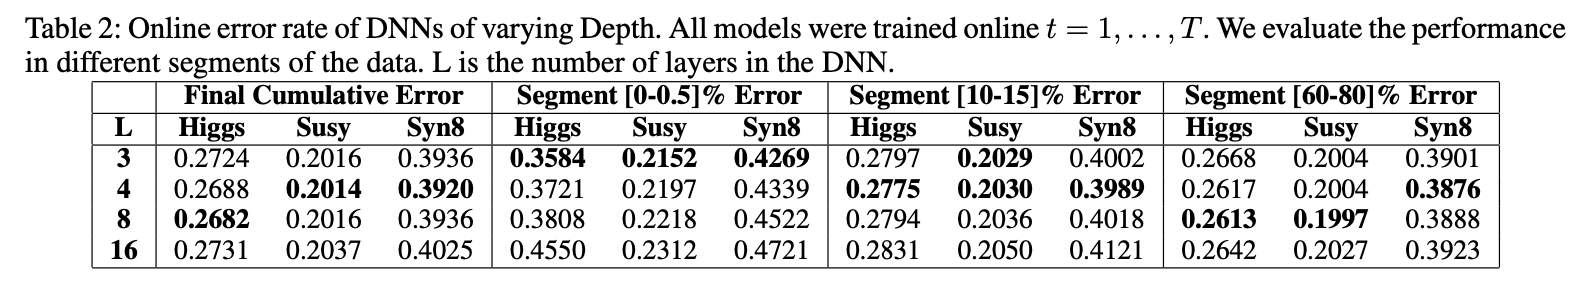 Table 2: Online error rate of DNNs of varying Depth. All models were trained online t = 1, . . . , T. We evaluate the performance
in different segments of the data. L is the number of layers in the DNN.
Final Cumulative Error Segment [0-0.5]% Error Segment [10-15]% Error Segment [60-80]% Error
L Higgs Susy Syn8 Higgs Susy Syn8 Higgs Susy Syn8 Higgs Susy Syn8
3 0.2724 0.2016 0.3936 0.3584 0.2152 0.4269 0.2797 0.2029 0.4002 0.2668 0.2004 0.3901
4 0.2688 0.2014 0.3920 0.3721 0.2197 0.4339 0.2775 0.2030 0.3989 0.2617 0.2004 0.3876
8 0.2682 0.2016 0.3936 0.3808 0.2218 0.4522 0.2794 0.2036 0.4018 0.2613 0.1997 0.3888
16 0.2731 0.2037 0.4025 0.4550 0.2312 0.4721 0.2831 0.2050 0.4121 0.2642 0.2027 0.3923